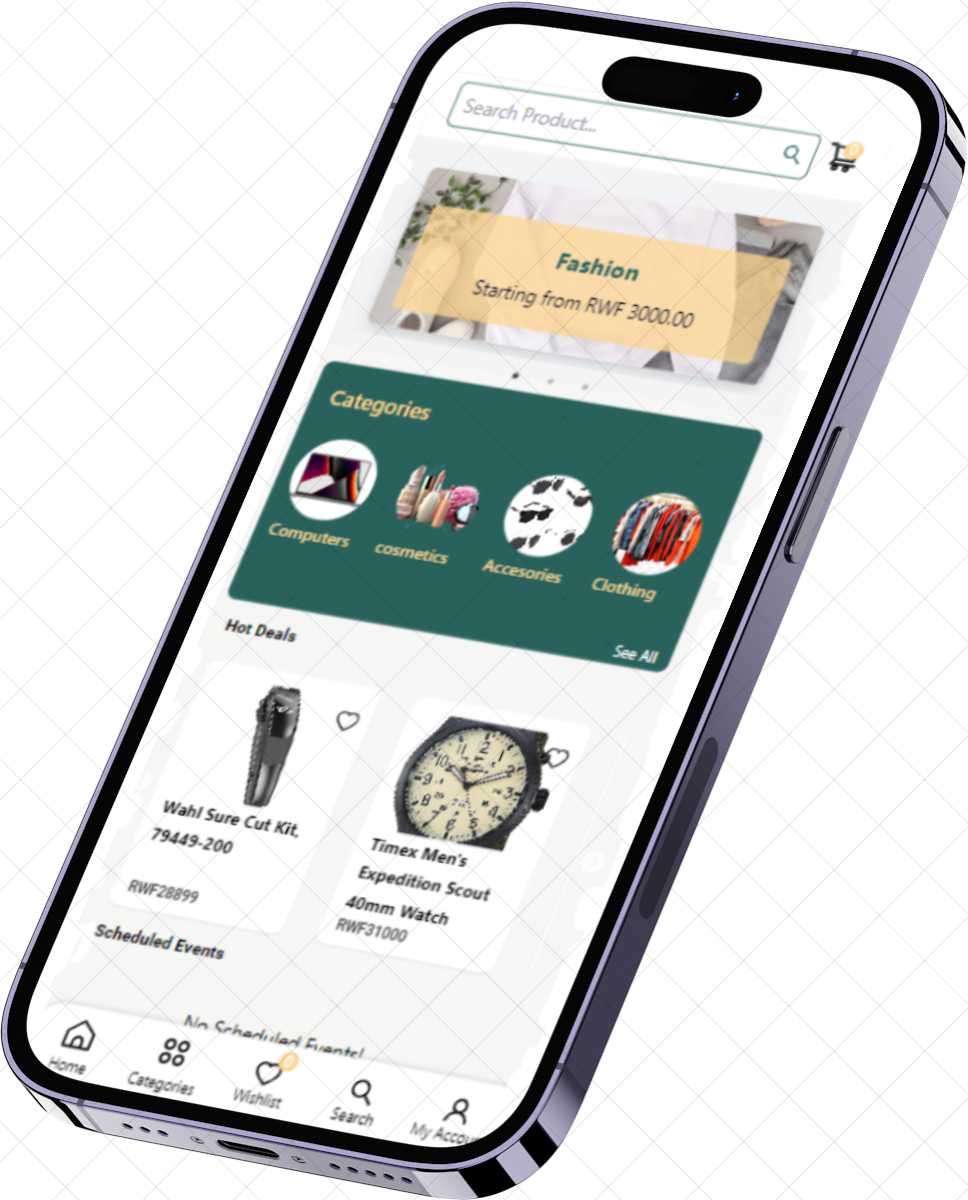 Search Product...
0
Fashion
Starting from RWF 3000.00
Categories
Computers
cosmetics
Accesories
Clothing
See All
Hot Deals
Wahl Sure Cut Kit,
79449-200
RWF28899
Timex Men's
Expedition Scout
40mm Watch
RWF31000
Scheduled Events
No Scheduled Events!
Home
Categories
0
Wishlist
Search
My Accou